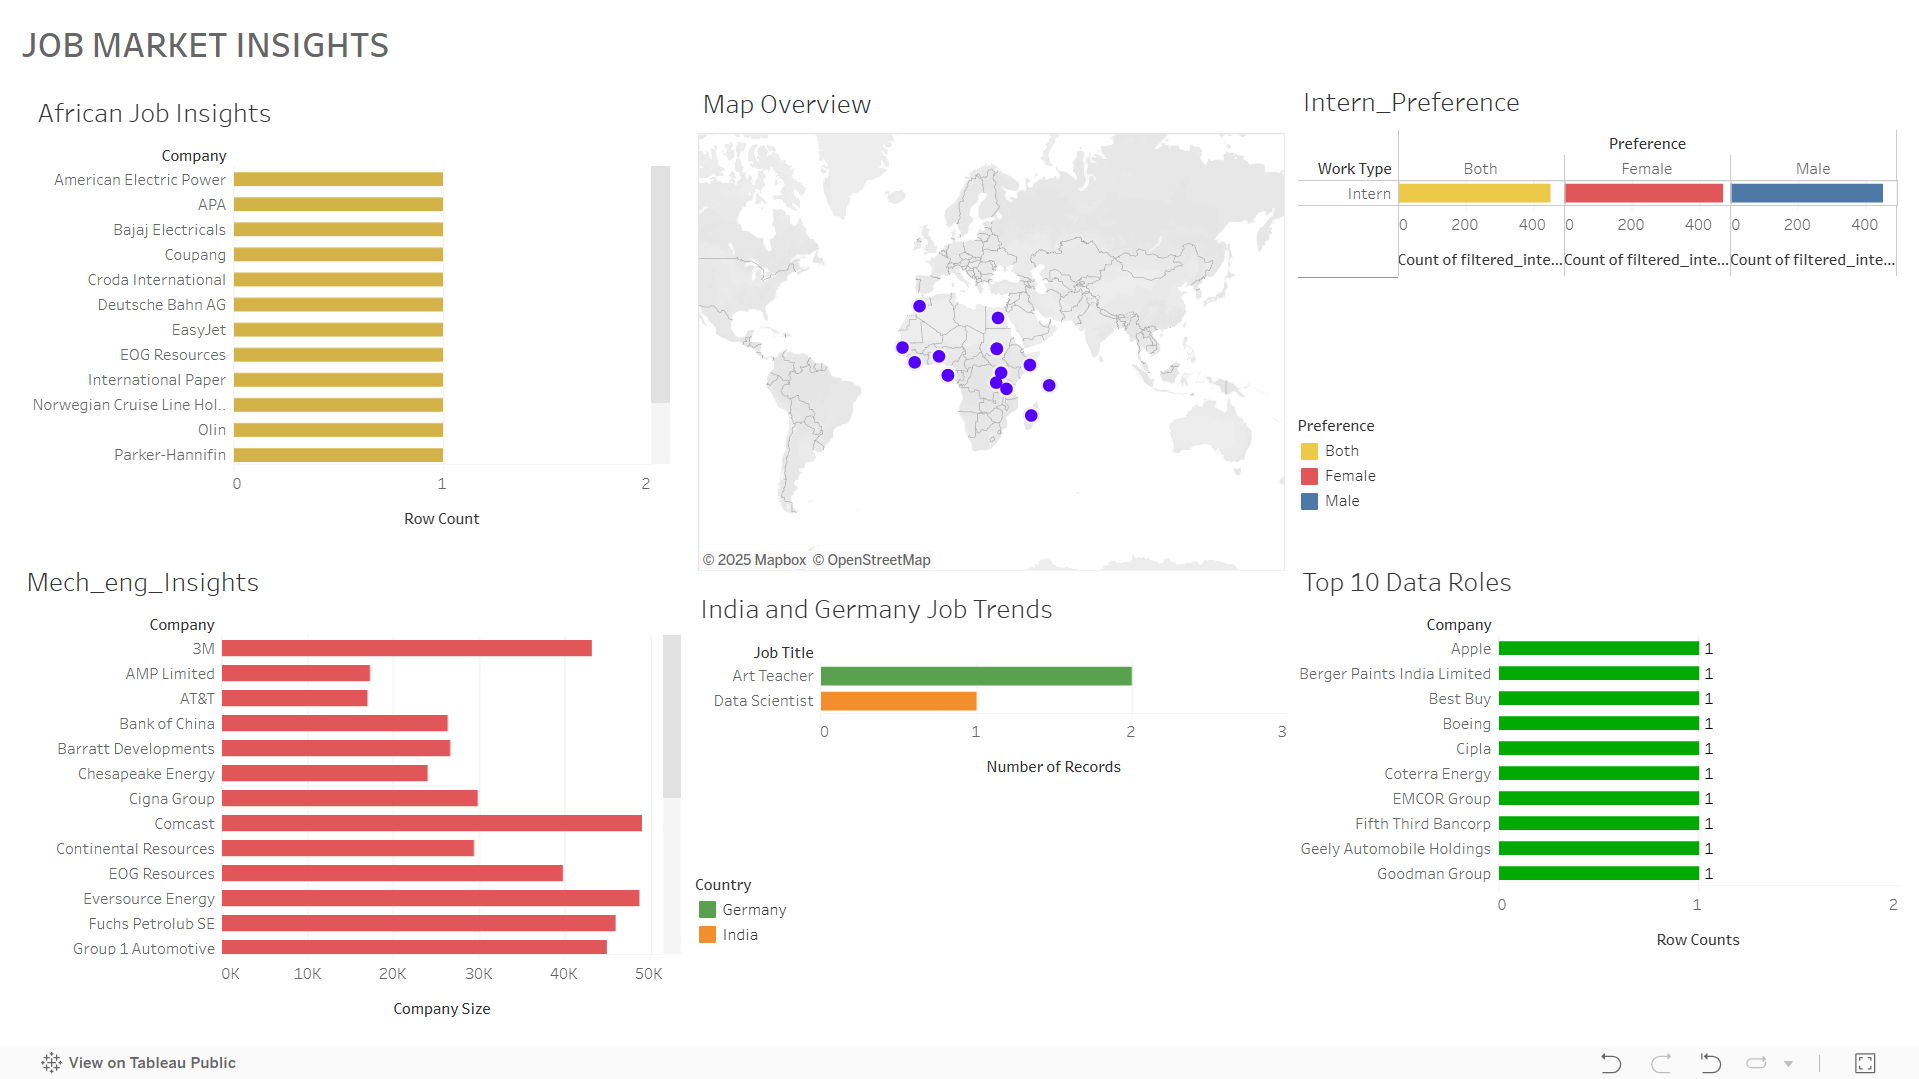 JOB MARKET INSIGHTS
African Job Insights
Company
American Electric Power
APA
Bajaj Electricals
Coupang
Croda International
Deutsche Bahn AG
EasyJet
EOG Resources
International Paper
Norwegian Cruise Line Hol..
Olin
Parker-Hannifin
0 1 2
Row Count
Map Overview
© 2025 Mapbox © OpenStreetMap
Intern_Preference
Preference
Work Type Both Female Male
Intern
0 200 400 0 200 400 0 200 400
Count of filtered_inte... Count of filtered_inte... Count of filtered_inte...
Preference
Both
Female
Male
Mech_eng_Insights
Company
3M
AMP Limited
AT&T
Bank of China
Barratt Developments
Chesapeake Energy
Cigna Group
Comcast
Continental Resources
EOG Resources
Eversource Energy
Fuchs Petrolub SE
Group 1 Automotive
0K 10K 20K 30K 40K 50K
Company Size
India and Germany Job Trends
Job Title
Art Teacher
Data Scientist
0 1 2 3
Number of Records
Country
Germany
India
Top 10 Data Roles
Company
Apple 1
Berger Paints India Limited 1
Best Buy 1
Boeing 1
Cipla 1
Coterra Energy 1
EMCOR Group 1
Fifth Third Bancorp 1
Geely Automobile Holdings 1
Goodman Group 1
0 1 2
Row Counts
View on Tableau Public